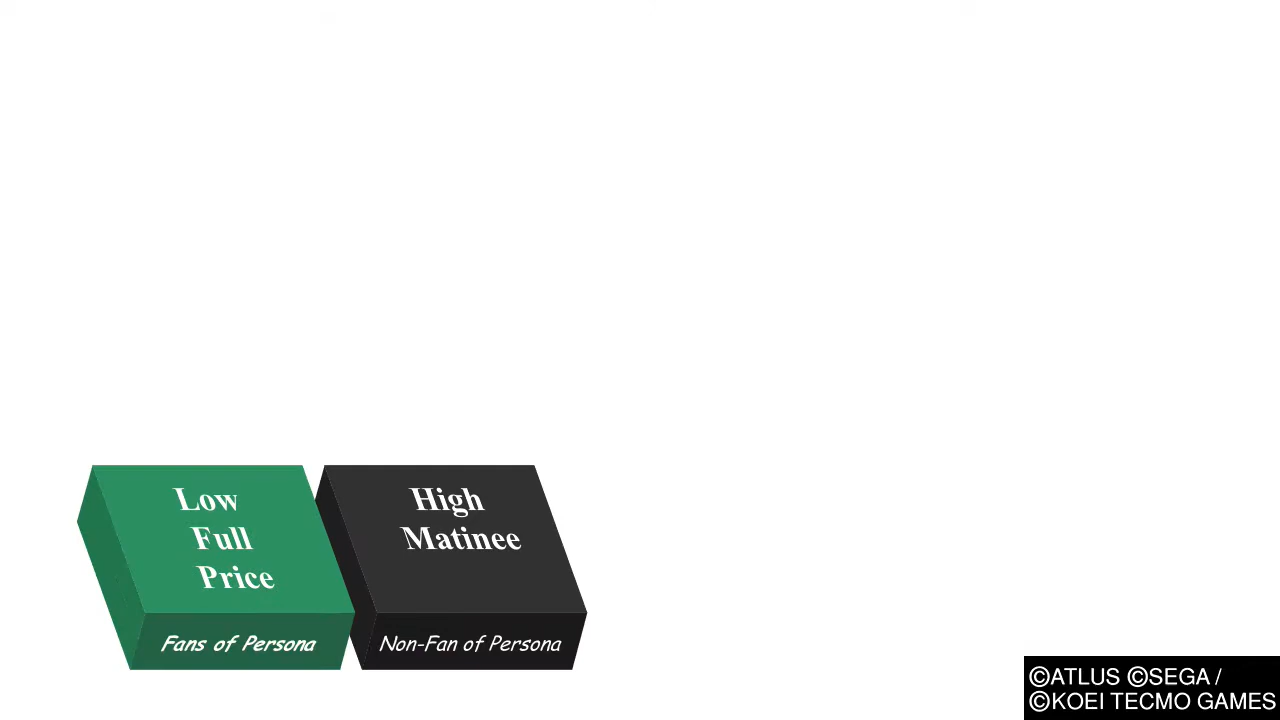 Low
Full
Price
Fans of Persona
High
Matinee
Non-Fan of Persona
©ATLUS ©SEGA /
©KOEI TECMO GAMES